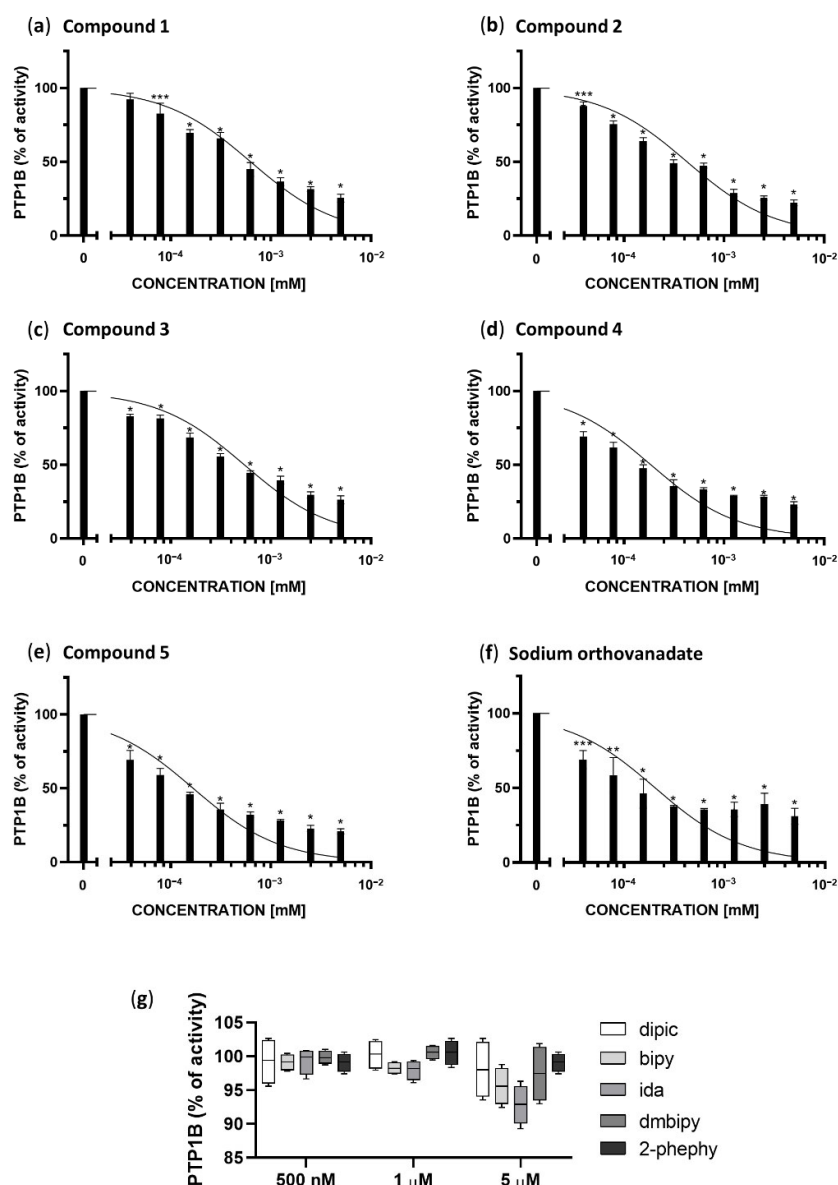 (a) Compound 1
(b) Compound 2
PTP1B (% of activity)
100
50
0
*** * * * * * *
0 10⁻⁴ 10⁻³ 10⁻²
CONCENTRATION [mM]
PTP1B (% of activity)
100
50
0
*** * * * * * * *
0 10⁻⁴ 10⁻³ 10⁻²
CONCENTRATION [mM]
(c) Compound 3
(d) Compound 4
PTP1B (% of activity)
100
50
0
* * * * * * * *
0 10⁻⁴ 10⁻³ 10⁻²
CONCENTRATION [mM]
PTP1B (% of activity)
100
50
0
* * * * * * * *
0 10⁻⁴ 10⁻³ 10⁻²
CONCENTRATION [mM]
(e) Compound 5
(f) Sodium orthovanadate
PTP1B (% of activity)
100
50
0
* * * * * * * *
0 10⁻⁴ 10⁻³ 10⁻²
CONCENTRATION [mM]
PTP1B (% of activity)
100
50
0
*** ** * * * * * *
0 10⁻⁴ 10⁻³ 10⁻²
CONCENTRATION [mM]
(g)
PTP1B (% of activity)
105
100
95
90
85
500 nM 1 μM 5 μM
dipic
bipy
ida
dmbipy
2-phephy